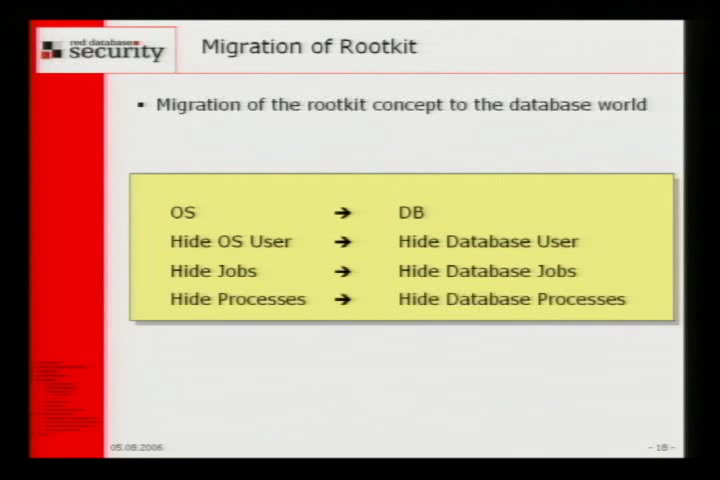 red database
security
Migration of Rootkit
▪ Migration of the rootkit concept to the database world
OS ➔ DB
Hide OS User ➔ Hide Database User
Hide Jobs ➔ Hide Database Jobs
Hide Processes ➔ Hide Database Processes
05.08.2006
- 18 -